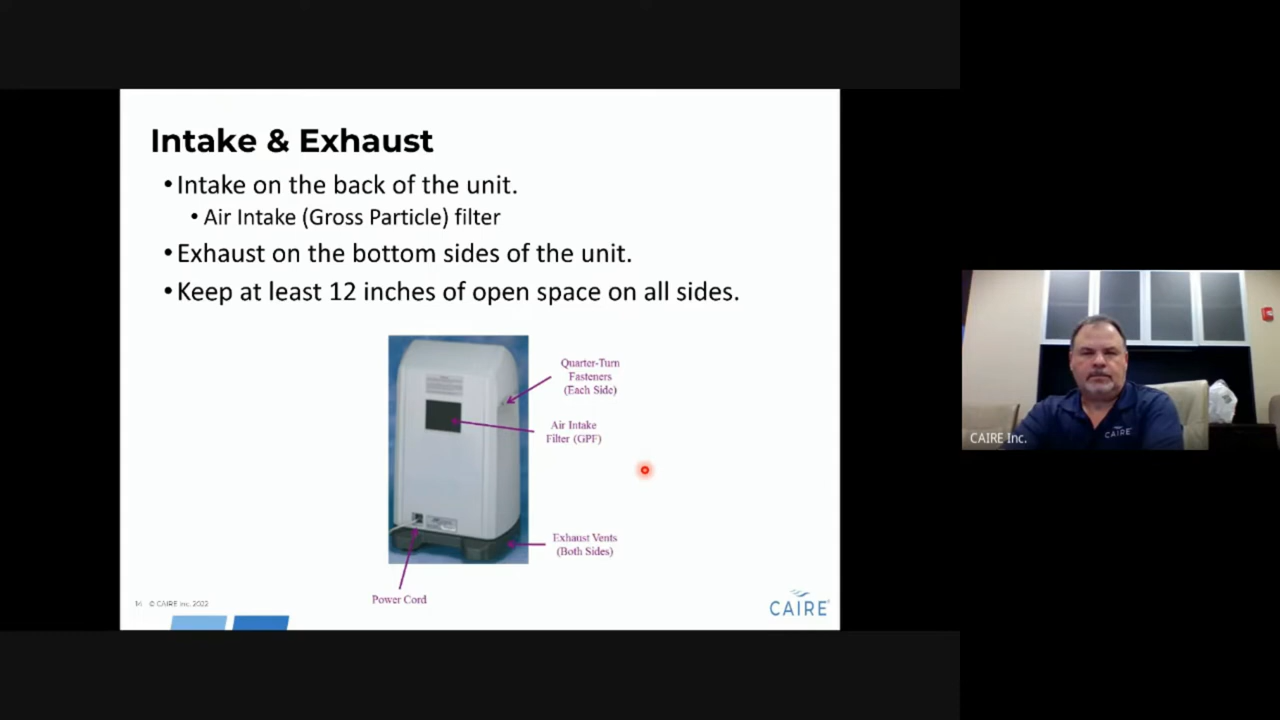 Intake & Exhaust
•Intake on the back of the unit.
•Air Intake (Gross Particle) filter
•Exhaust on the bottom sides of the unit.
•Keep at least 12 inches of open space on all sides.
Quarter-Turn
Fasteners
(Each Side)
Air Intake
Filter (GPF)
Exhaust Vents
(Both Sides)
Power Cord
14 © CAIRE Inc. 2022
CAIRE
CAIRE
CAIRE Inc.